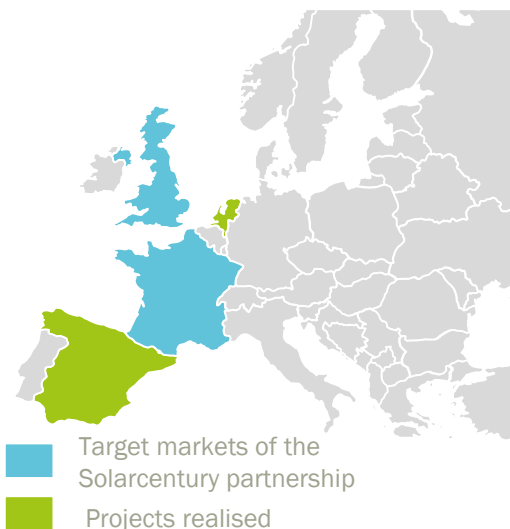 Target markets of the
Solarcentury partnership
Projects realised